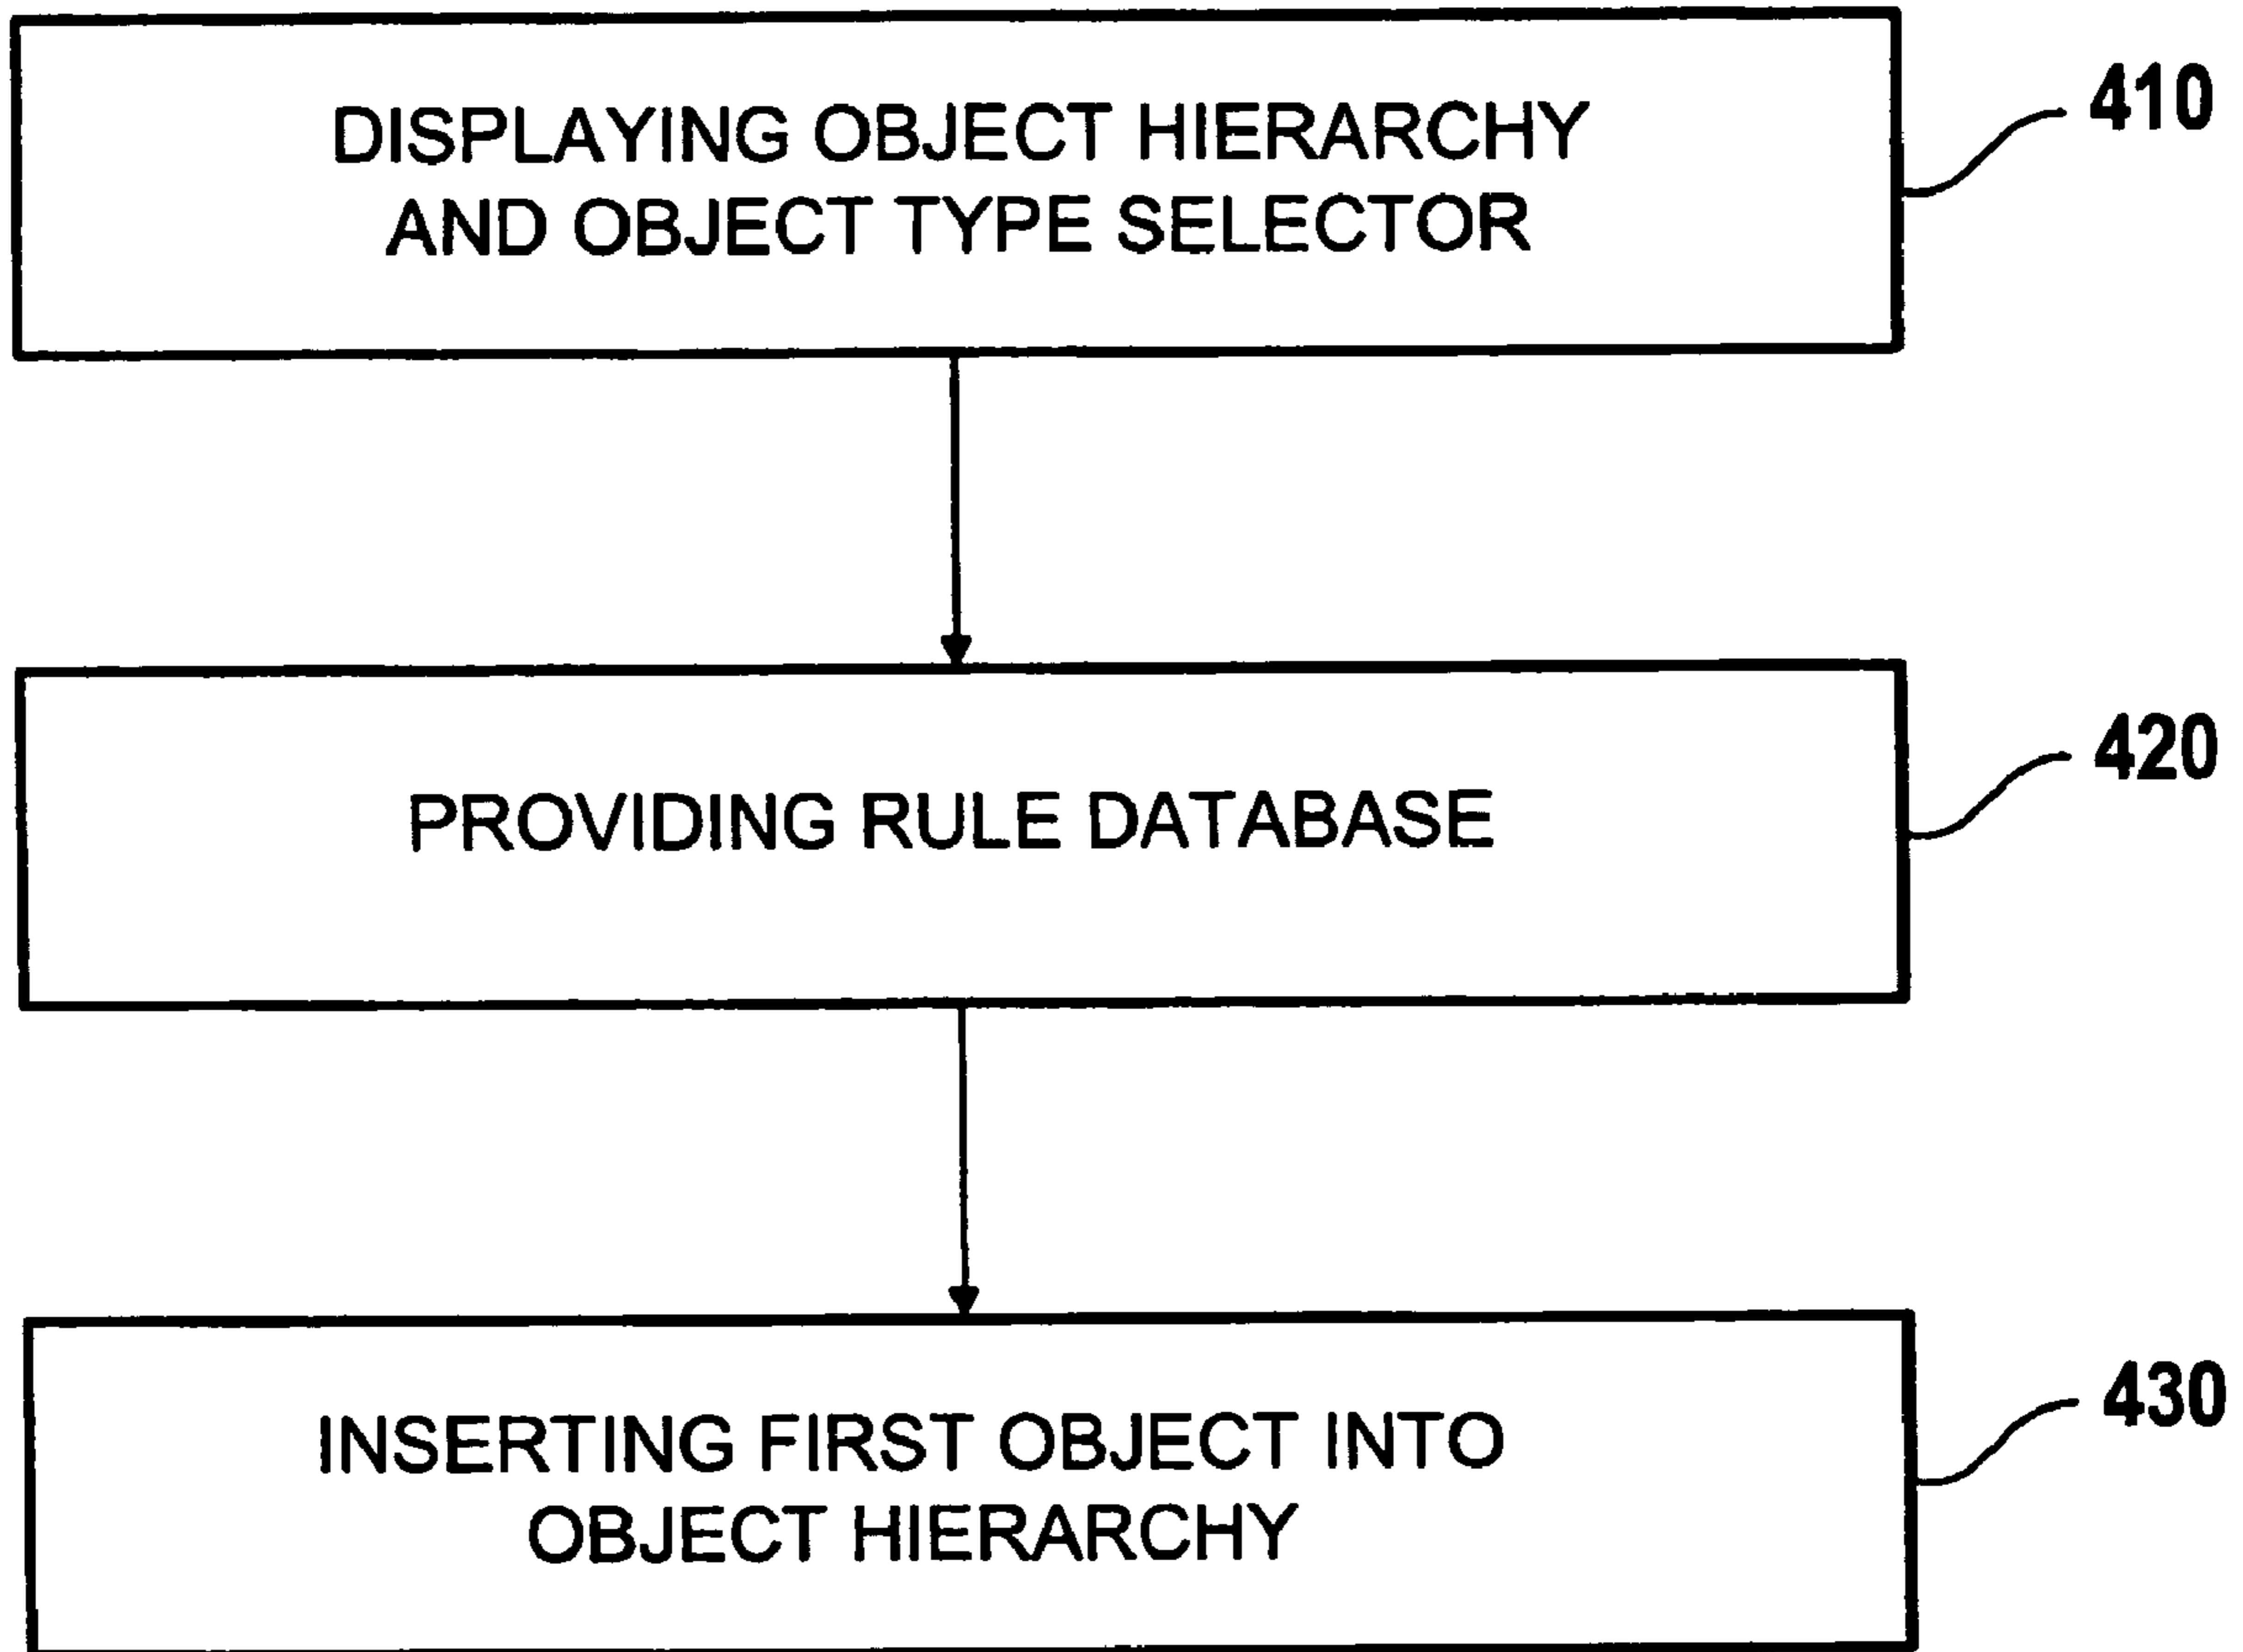 DISPLAYING OBJECT HIERARCHY
AND OBJECT TYPE SELECTOR
410
PROVIDING RULE DATABASE
420
INSERTING FIRST OBJECT INTO
OBJECT HIERARCHY
430